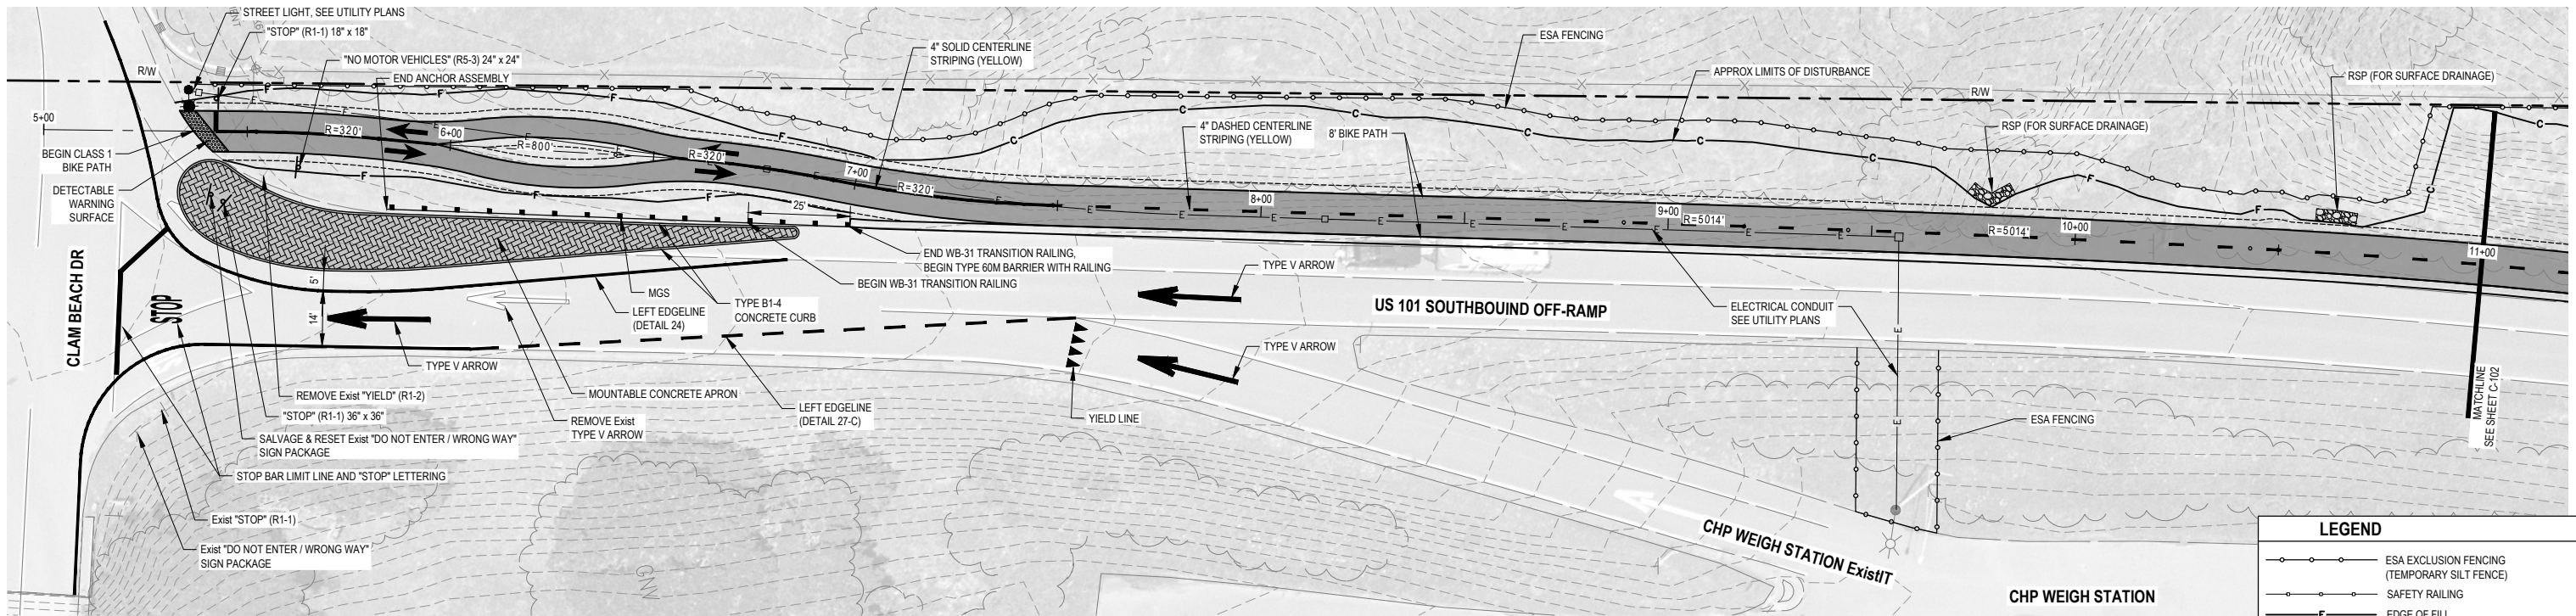 STREET LIGHT, SEE UTILITY PLANS
"STOP" (R1-1) 18" x 18"
"NO MOTOR VEHICLES" (R5-3) 24" x 24"
R/W
END ANCHOR ASSEMBLY
4" SOLID CENTERLINE
STRIPING (YELLOW)
ESA FENCING
APPROX LIMITS OF DISTURBANCE
RSP (FOR SURFACE DRAINAGE)
R/W
RSP (FOR SURFACE DRAINAGE)
5+00
BEGIN CLASS 1
BIKE PATH
DETECTABLE
WARNING
SURFACE
R=320'
6+00
R=800'
R=320'
7+00
R=320'
4" DASHED CENTERLINE
STRIPING (YELLOW)
8' BIKE PATH
8+00
9+00
R=5014'
R=5014'
10+00
11+00
F
F
F
F
F
F
F
F
C
C
C
C
C
C
C
C
E
E
E
E
E
E
E
E
E
E
E
E
E
E
25'
5'
14'
END WB-31 TRANSITION RAILING,
BEGIN TYPE 60M BARRIER WITH RAILING
BEGIN WB-31 TRANSITION RAILING
MGS
TYPE B1-4
CONCRETE CURB
LEFT EDGELINE
(DETAIL 24)
TYPE V ARROW
US 101 SOUTHBOUIND OFF-RAMP
ELECTRICAL CONDUIT
SEE UTILITY PLANS
CLAM BEACH DR
STOP
TYPE V ARROW
TYPE V ARROW
MATCHLINE
SEE SHEET C-102
REMOVE Exist "YIELD" (R1-2)
"STOP" (R1-1) 36" x 36"
SALVAGE & RESET Exist "DO NOT ENTER / WRONG WAY"
SIGN PACKAGE
STOP BAR LIMIT LINE AND "STOP" LETTERING
Exist "STOP" (R1-1)
Exist "DO NOT ENTER / WRONG WAY"
SIGN PACKAGE
MOUNTABLE CONCRETE APRON
REMOVE Exist
TYPE V ARROW
LEFT EDGELINE
(DETAIL 27-C)
YIELD LINE
ESA FENCING
CHP WEIGH STATION ExistIT
CHP WEIGH STATION
LEGEND
ESA EXCLUSION FENCING
(TEMPORARY SILT FENCE)
SAFETY RAILING
F EDGE OF FILL